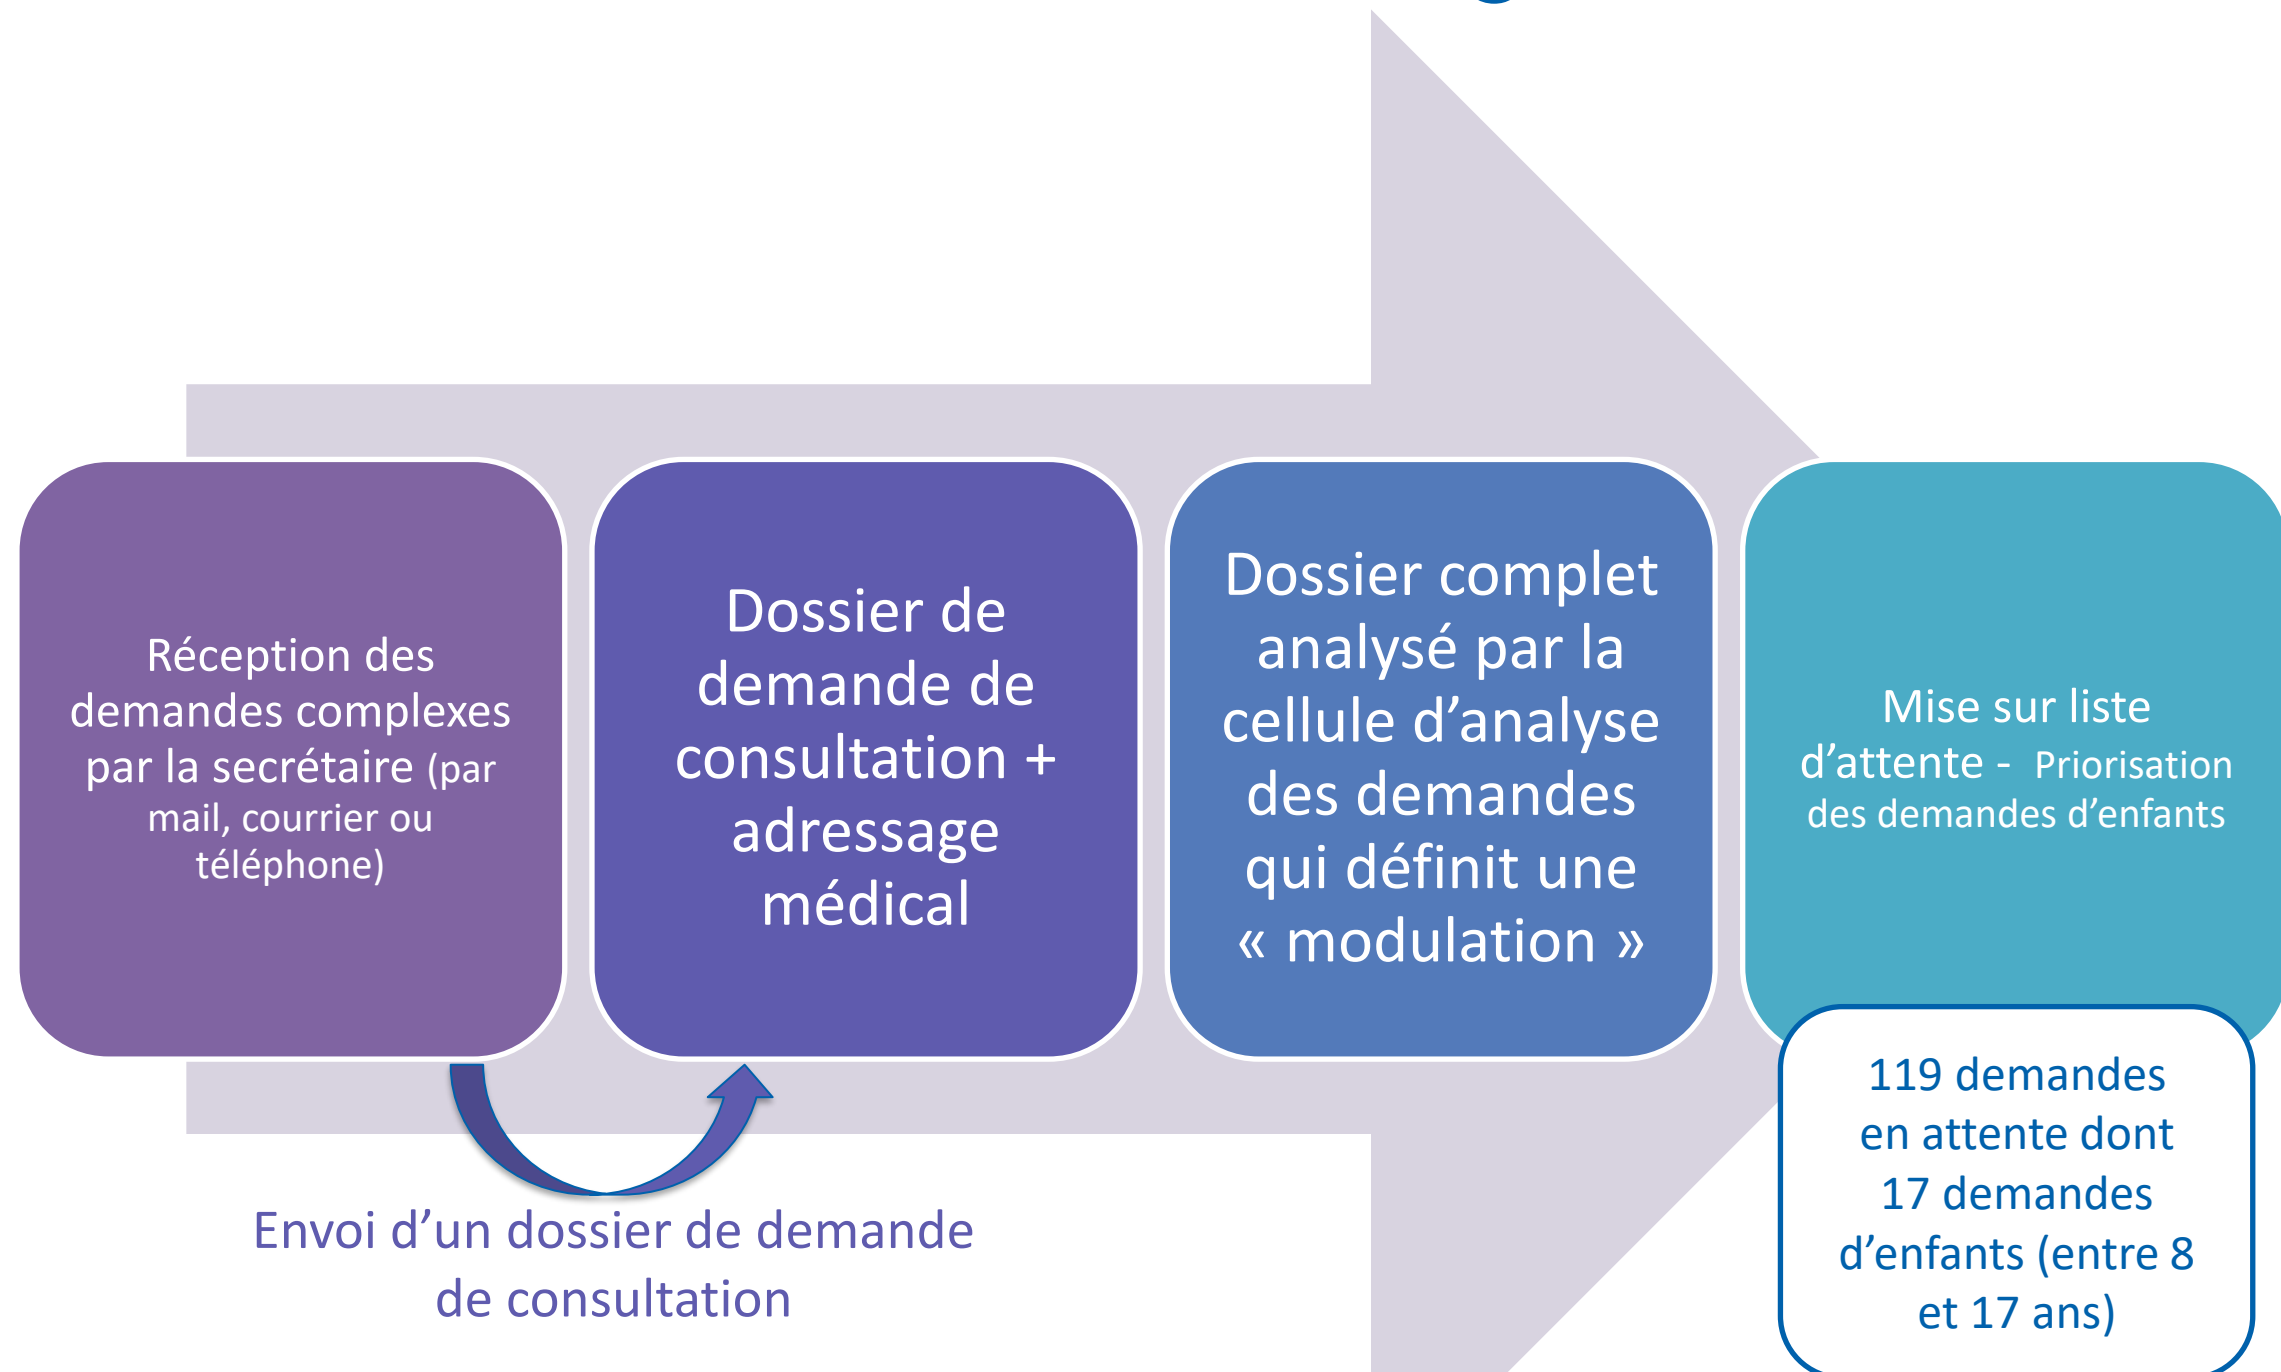 Réception des
demandes complexes
par la secrétaire (par
mail, courrier ou
téléphone)
Dossier de
demande de
consultation +
adressage
médical
Dossier complet
analysé par la
cellule d’analyse
des demandes
qui définit une
« modulation »
Mise sur liste
d’attente - Priorisation
des demandes d’enfants
Envoi d’un dossier de demande
de consultation
119 demandes
en attente dont
17 demandes
d’enfants (entre 8
et 17 ans)